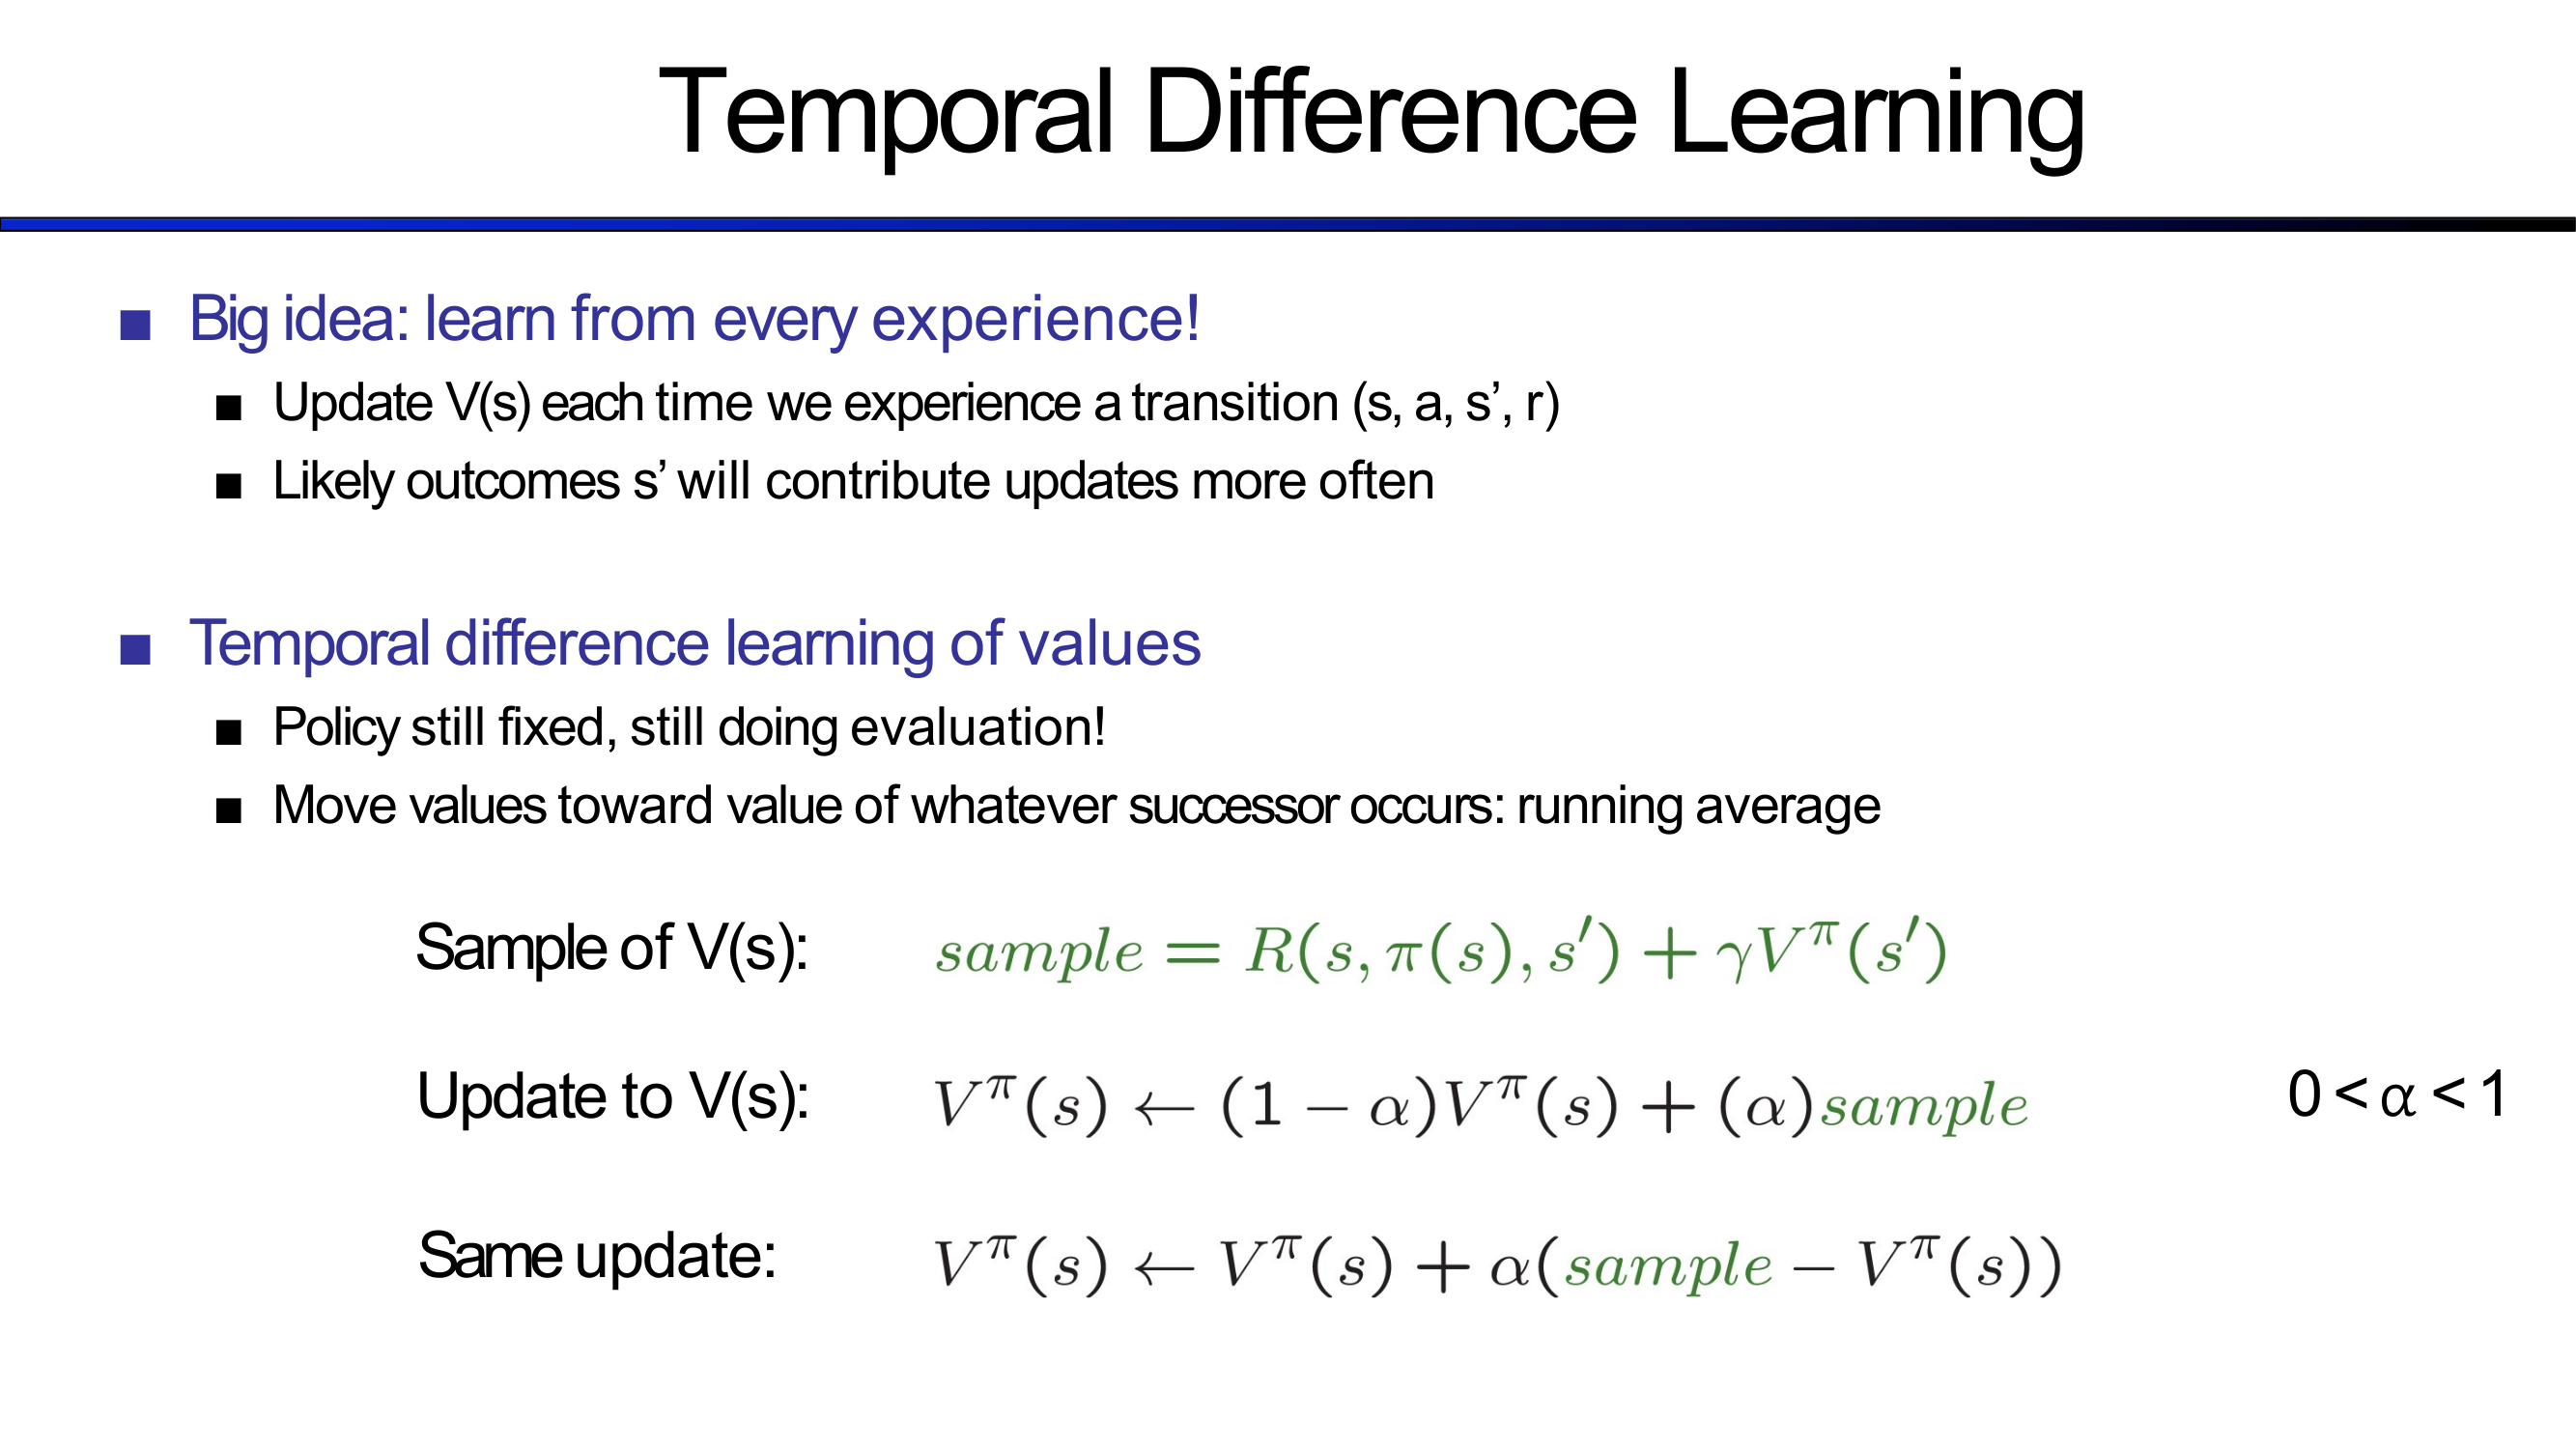 Temporal Difference Learning
■ Big idea: learn from every experience!
■ Update V(s) each time we experience a transition (s, a, s’, r)
■ Likely outcomes s’ will contribute updates more often
■ Temporal difference learning of values
■ Policy still fixed, still doing evaluation!
■ Move values toward value of whatever successor occurs: running average
Sample of V(s): $sample = R(s, \pi(s), s') + \gamma V^{\pi}(s')$
Update to V(s): $V^{\pi}(s) \leftarrow (1 - \alpha)V^{\pi}(s) + (\alpha)sample$ 0 < α < 1
Same update: $V^{\pi}(s) \leftarrow V^{\pi}(s) + \alpha(sample - V^{\pi}(s))$